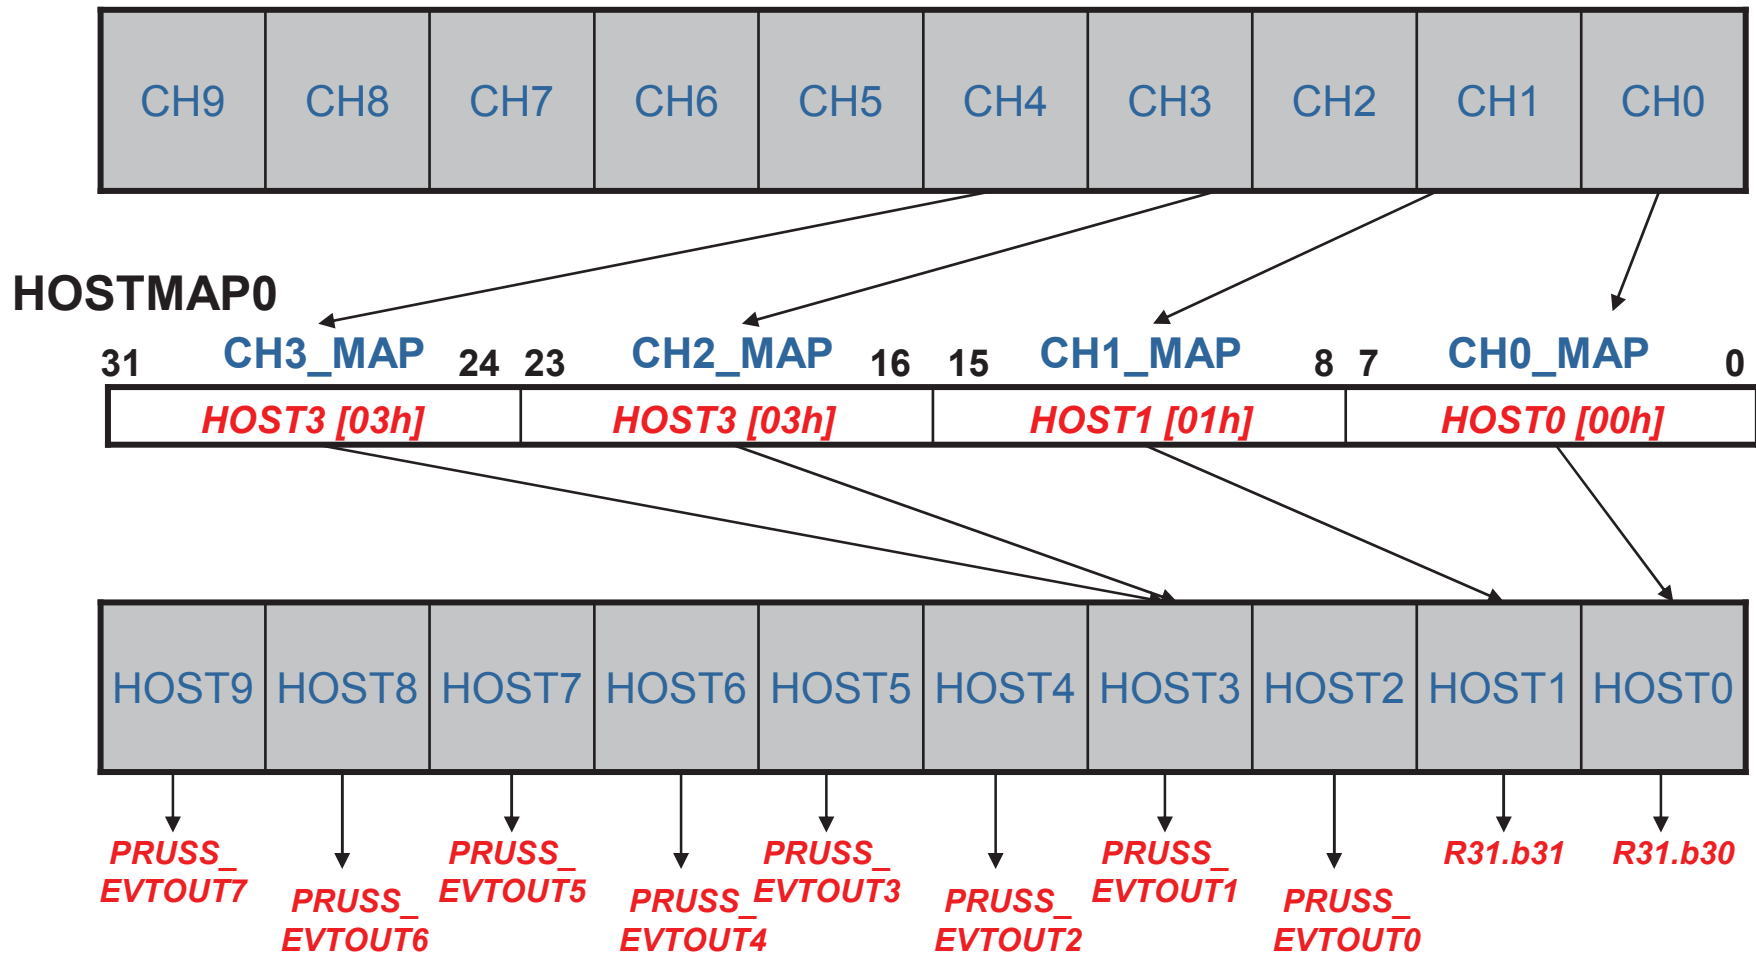 CH9 CH8 CH7 CH6 CH5 CH4 CH3 CH2 CH1 CH0
HOSTMAP0
31 CH3_MAP 24 23 CH2_MAP 16 15 CH1_MAP 8 7 CH0_MAP 0
HOST3 [03h] HOST3 [03h] HOST1 [01h] HOST0 [00h]
HOST9 HOST8 HOST7 HOST6 HOST5 HOST4 HOST3 HOST2 HOST1 HOST0
PRUSS_
EVTOUT7
PRUSS_
EVTOUT6
PRUSS_
EVTOUT5
PRUSS_
EVTOUT4
PRUSS_
EVTOUT3
PRUSS_
EVTOUT2
PRUSS_
EVTOUT1
PRUSS_
EVTOUT0
R31.b31
R31.b30